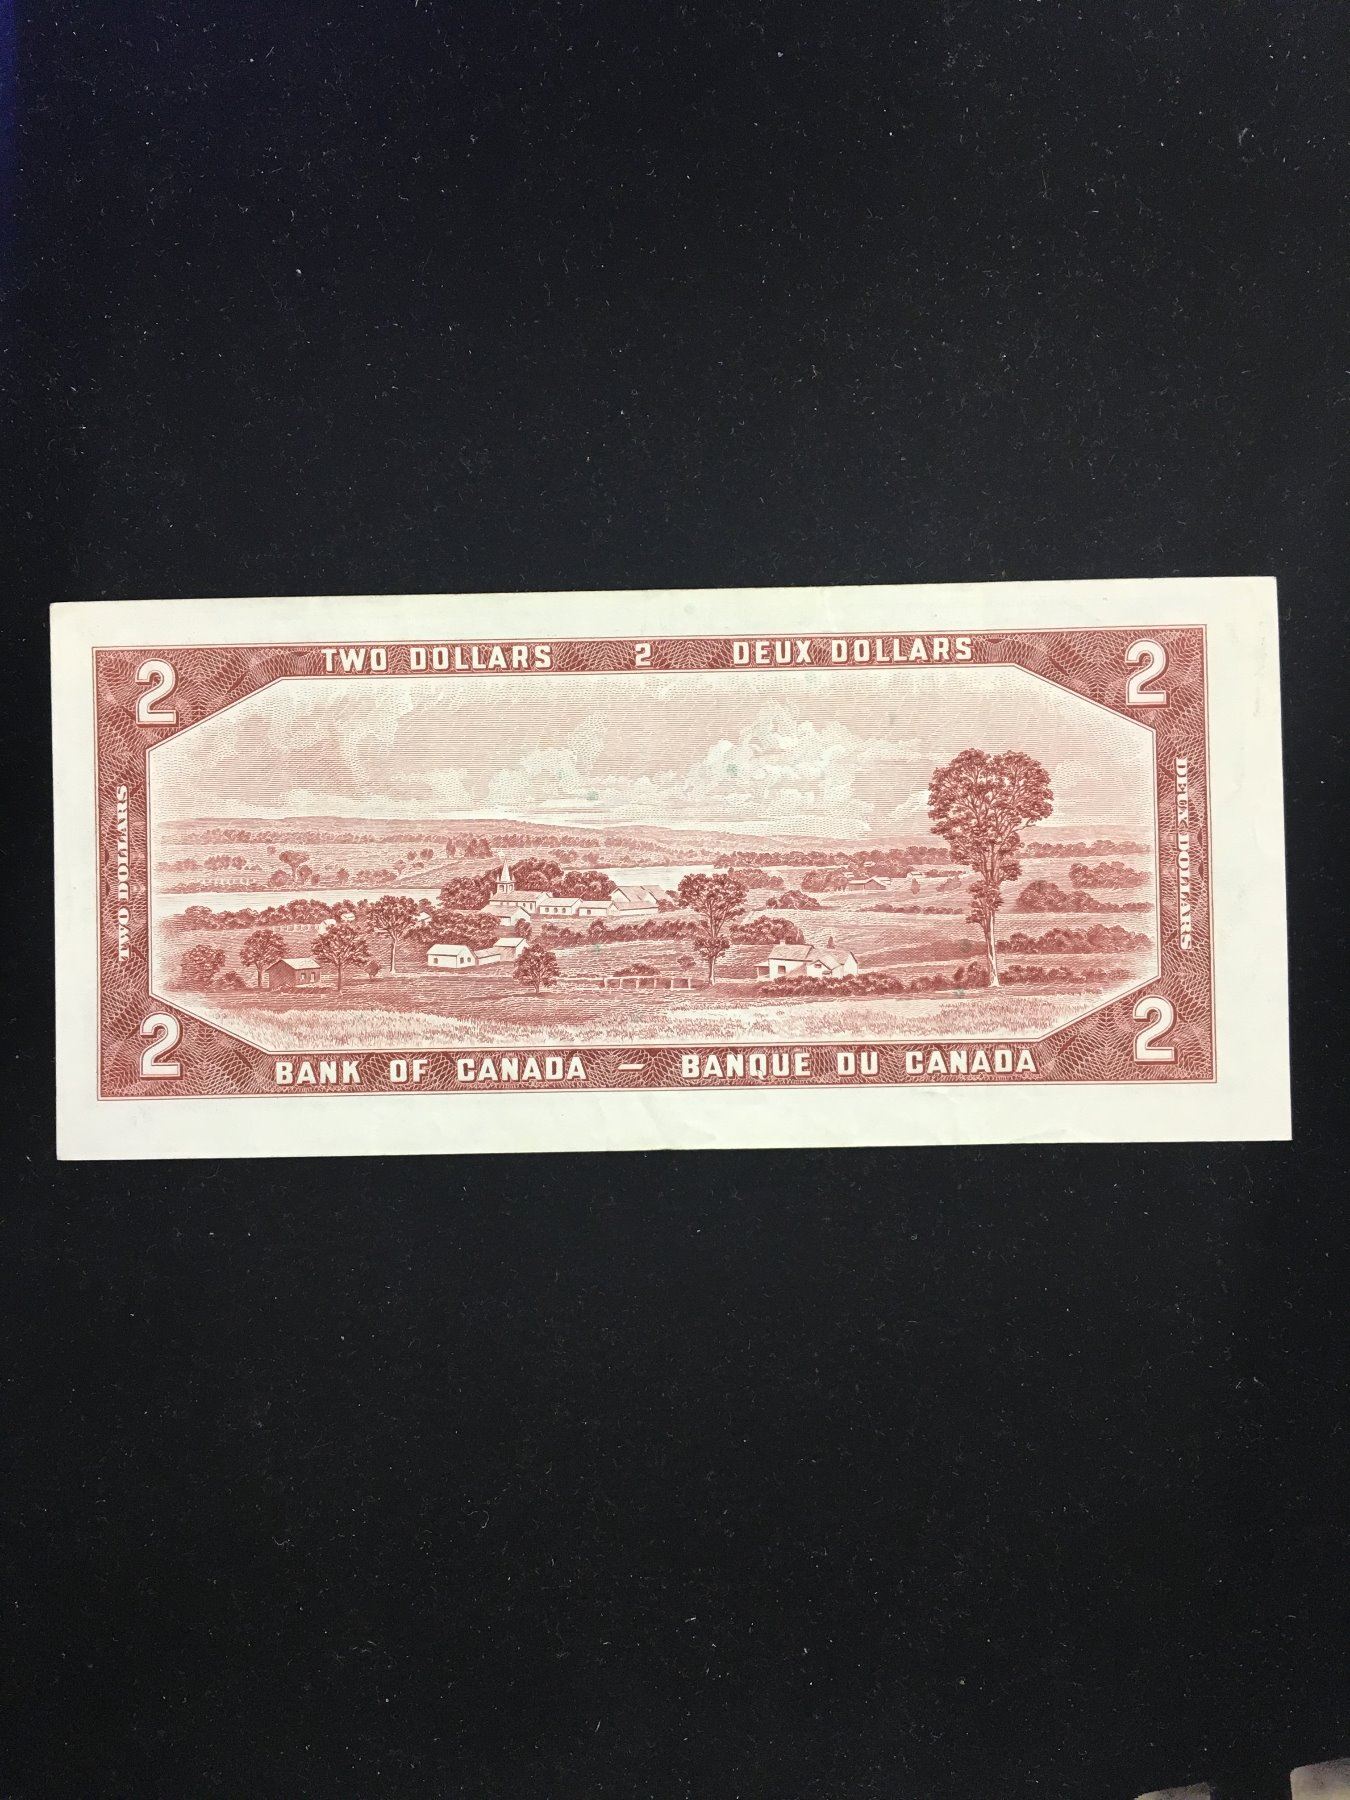 TWO DOLLARS 2 DEUX DOLLARS
2 2
TWO DOLLARS
DEUX DOLLARS
2 2
BANK OF CANADA – BANQUE DU CANADA